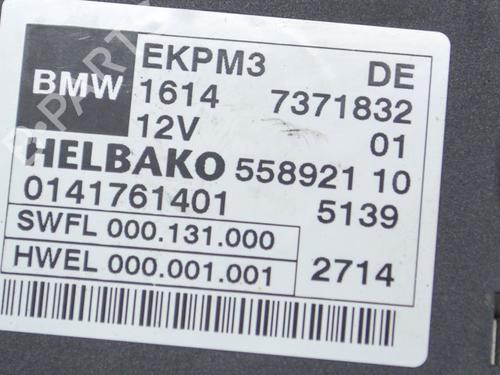 BMW EKPM3 DE
1614 7371832
12V 01
HELBAKO 558921 10
0141761401 5139
SWFL 000.131.000
HWEL 000.001.001 2714